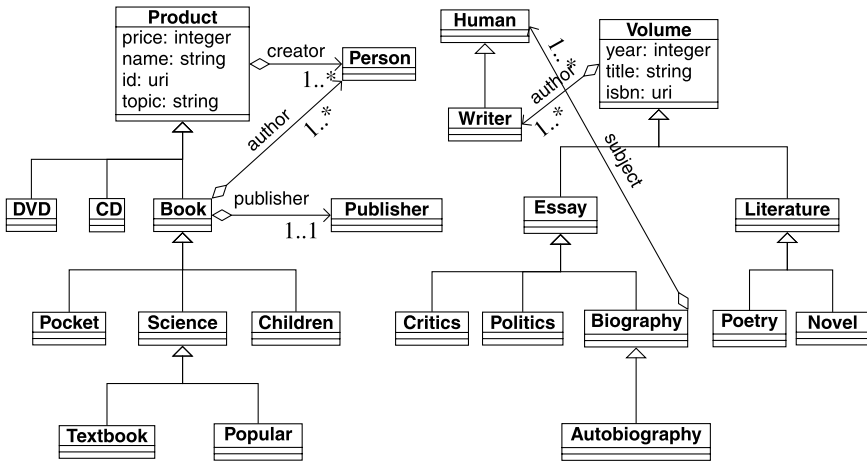 Product
price: integer
name: string
id: uri
topic: string
creator
1..*
Person
author
1..*
DVD
CD
Book
publisher
1..1
Publisher
Pocket
Science
Children
Textbook
Popular
Human
1..*
Volume
year: integer
title: string
isbn: uri
author
1..*
Writer
subject
Essay
Literature
Critics
Politics
Biography
Poetry
Novel
Autobiography